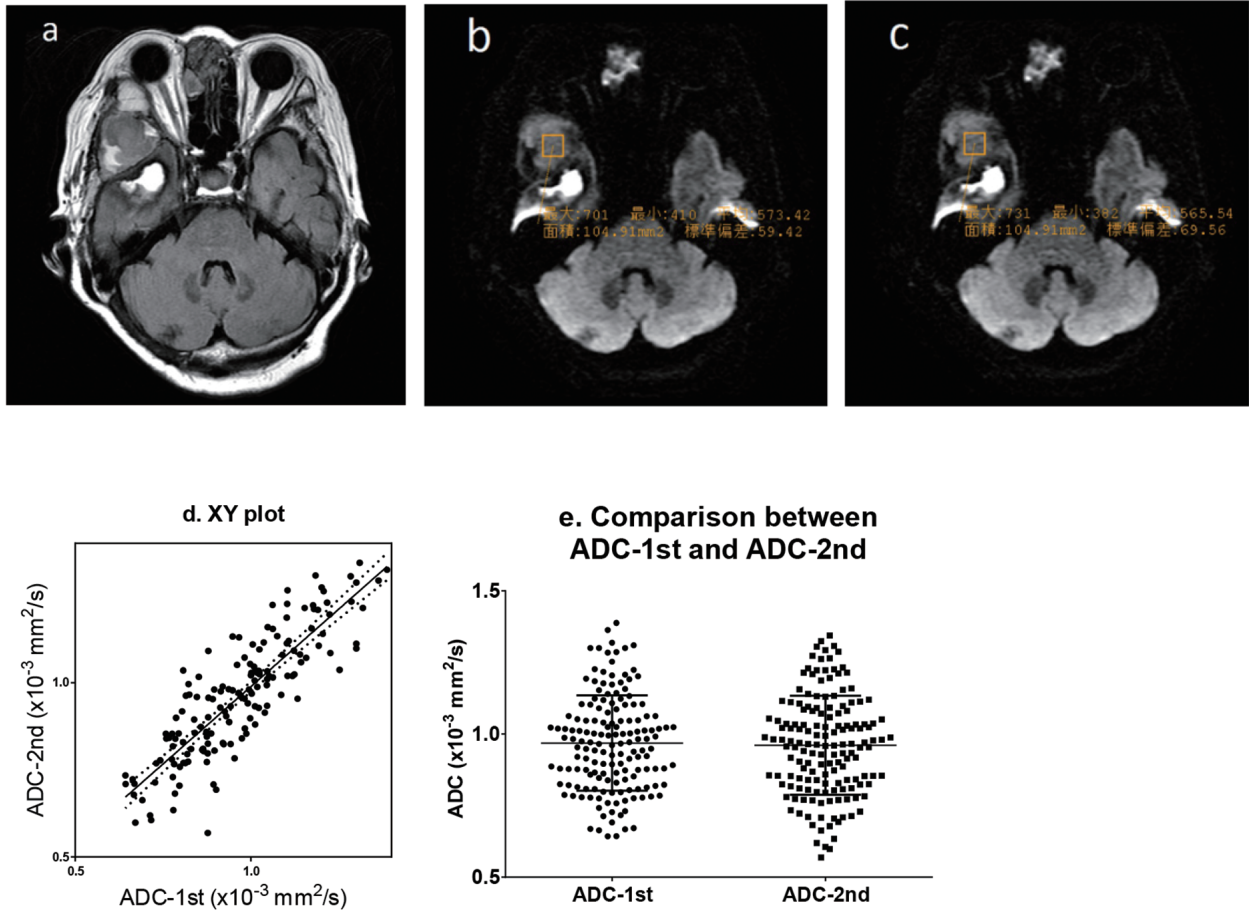 a
b
c
最大:701 最小:410 平均:573.42
面積:104.91mm2 標準偏差:59.42
最大:731 最小:382 平均:565.54
面積:104.91mm2 標準偏差:69.56
d. XY plot
ADC-2nd (x10⁻³ mm²/s)
1.0
0.5
0.5
1.0
ADC-1st (x10⁻³ mm²/s)
e. Comparison between
ADC-1st and ADC-2nd
ADC (x10⁻³ mm²/s)
1.5
1.0
0.5
ADC-1st
ADC-2nd